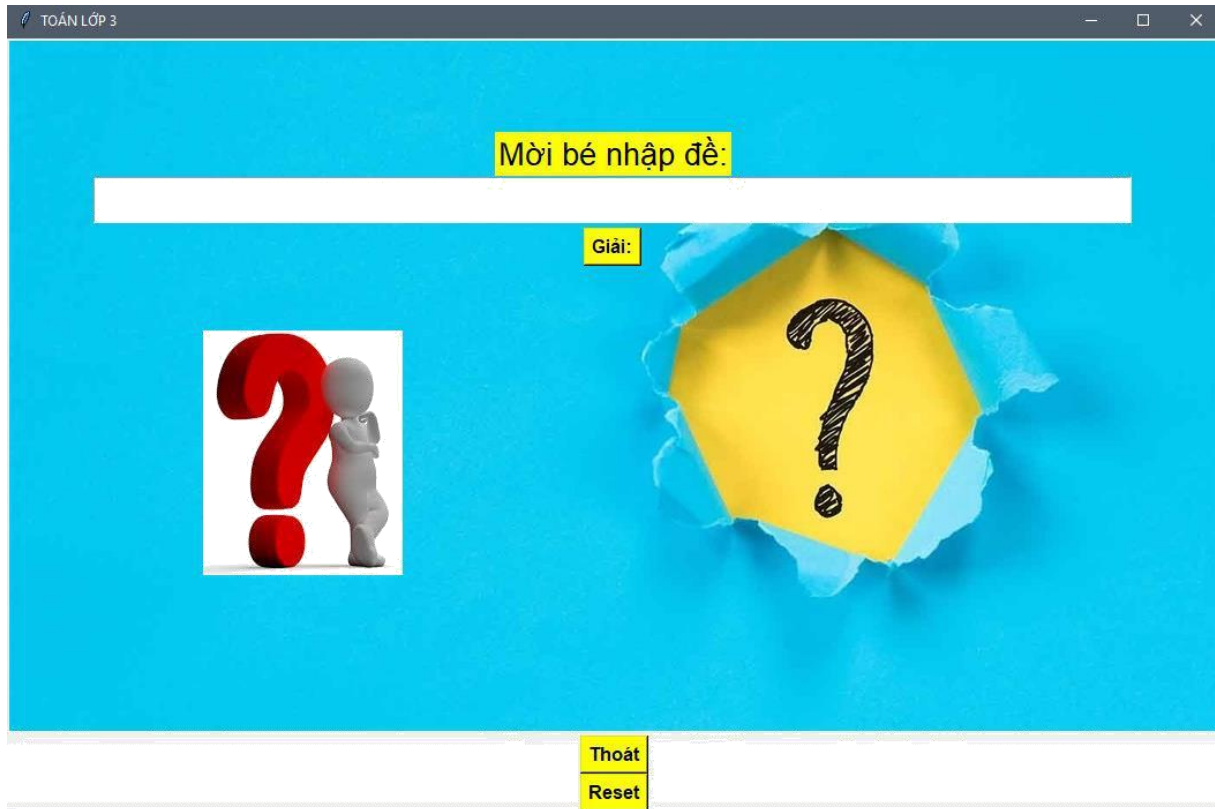 TOÁN LỚP 3
Mời bé nhập đề:
Giải:
?
?
Thoát
Reset